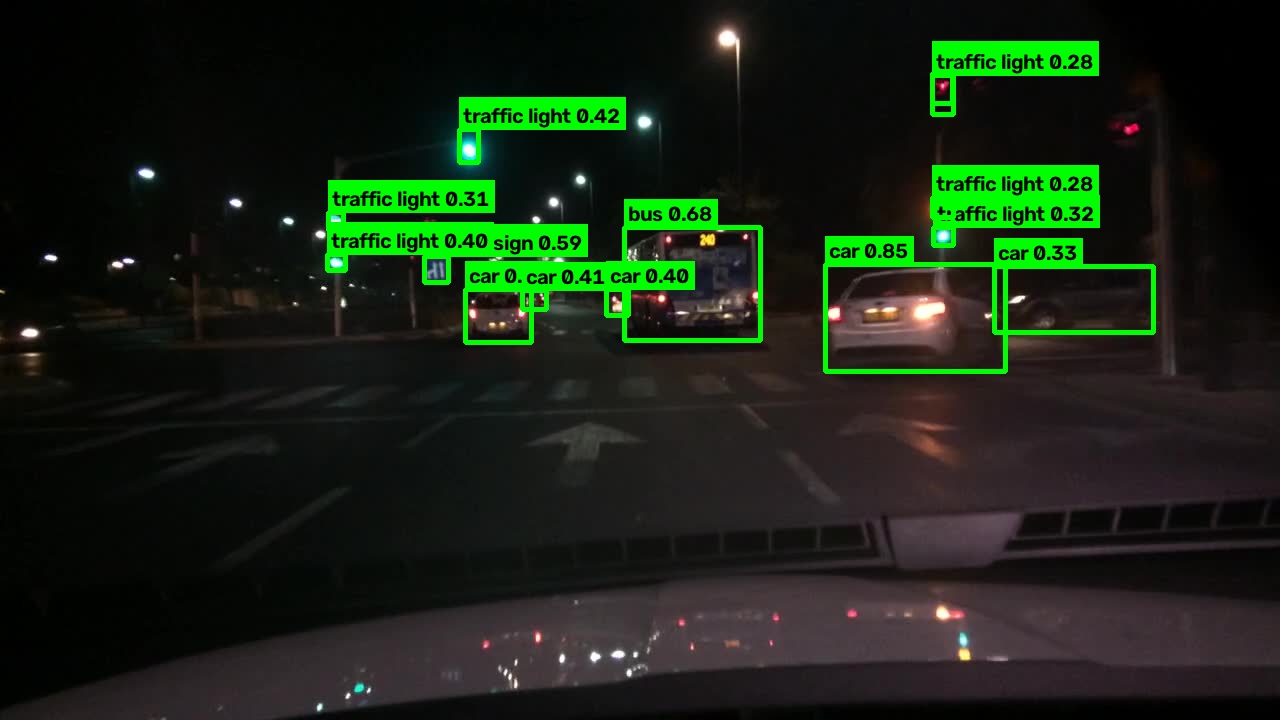 traffic light 0.28
traffic light 0.42
traffic light 0.28
traffic light 0.31
traffic light 0.32
bus 0.68
traffic light 0.40
sign 0.59
240
car 0.85
car 0.33
car 0.
car 0.41
car 0.40